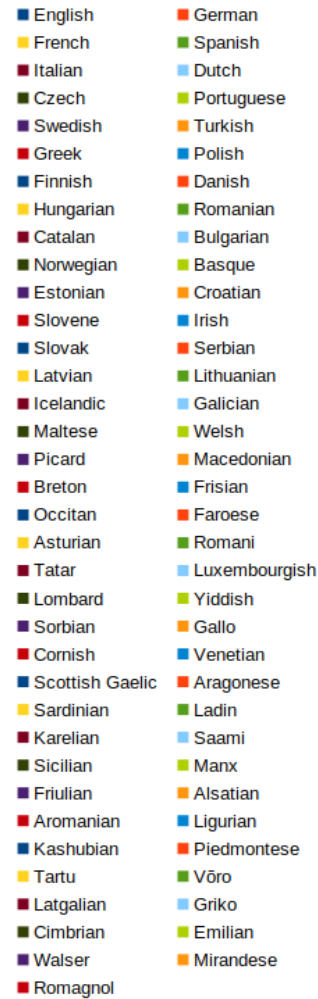 English German
French Spanish
Italian Dutch
Czech Portuguese
Swedish Turkish
Greek Polish
Finnish Danish
Hungarian Romanian
Catalan Bulgarian
Norwegian Basque
Estonian Croatian
Slovene Irish
Slovak Serbian
Latvian Lithuanian
Icelandic Galician
Maltese Welsh
Picard Macedonian
Breton Frisian
Occitan Faroese
Asturian Romani
Tatar Luxembourgish
Lombard Yiddish
Sorbian Gallo
Cornish Venetian
Scottish Gaelic Aragonese
Sardinian Ladin
Karelian Saami
Sicilian Manx
Friulian Alsatian
Aromanian Ligurian
Kashubian Piedmontese
Tartu Võro
Latgalian Griko
Cimbrian Emilian
Walser Mirandese
Romagnol